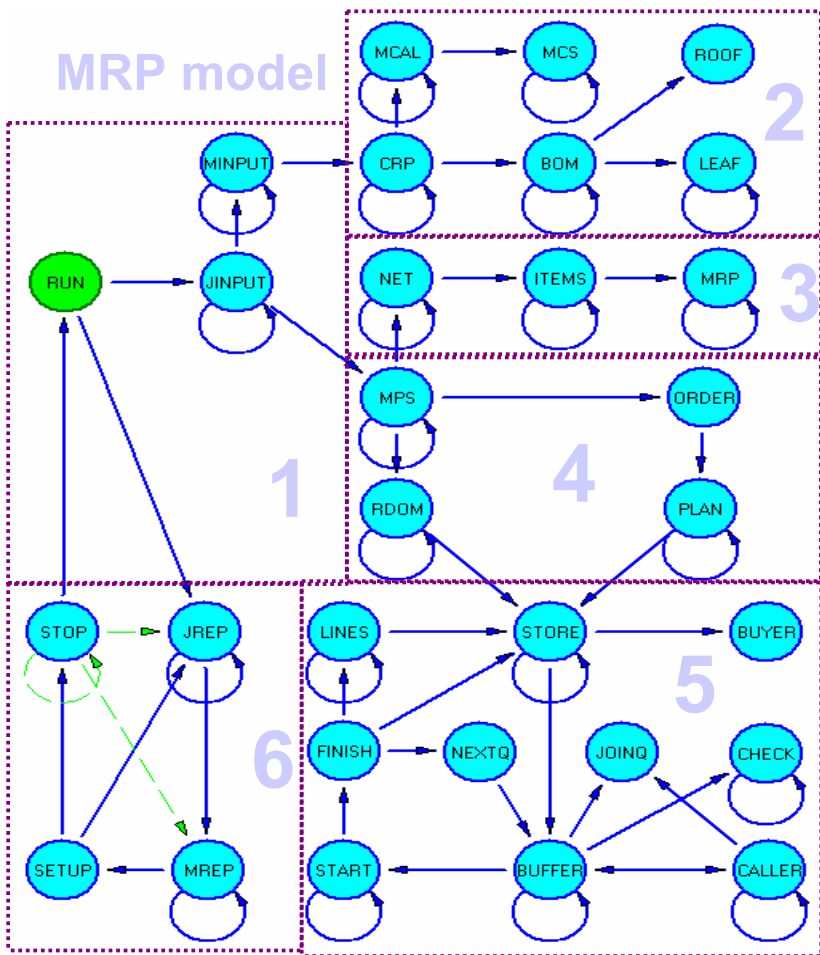 MRP model
MCAL
MCS
ROOF
2
MINPUT
CRP
BOM
LEAF
RUN
JINPUT
NET
ITEMS
MRP
3
MPS
ORDER
1
4
RDOM
PLAN
STOP
JREP
LINES
STORE
BUYER
5
6
FINISH
NEXTQ
JOINQ
CHECK
SETUP
MREP
START
BUFFER
CALLER